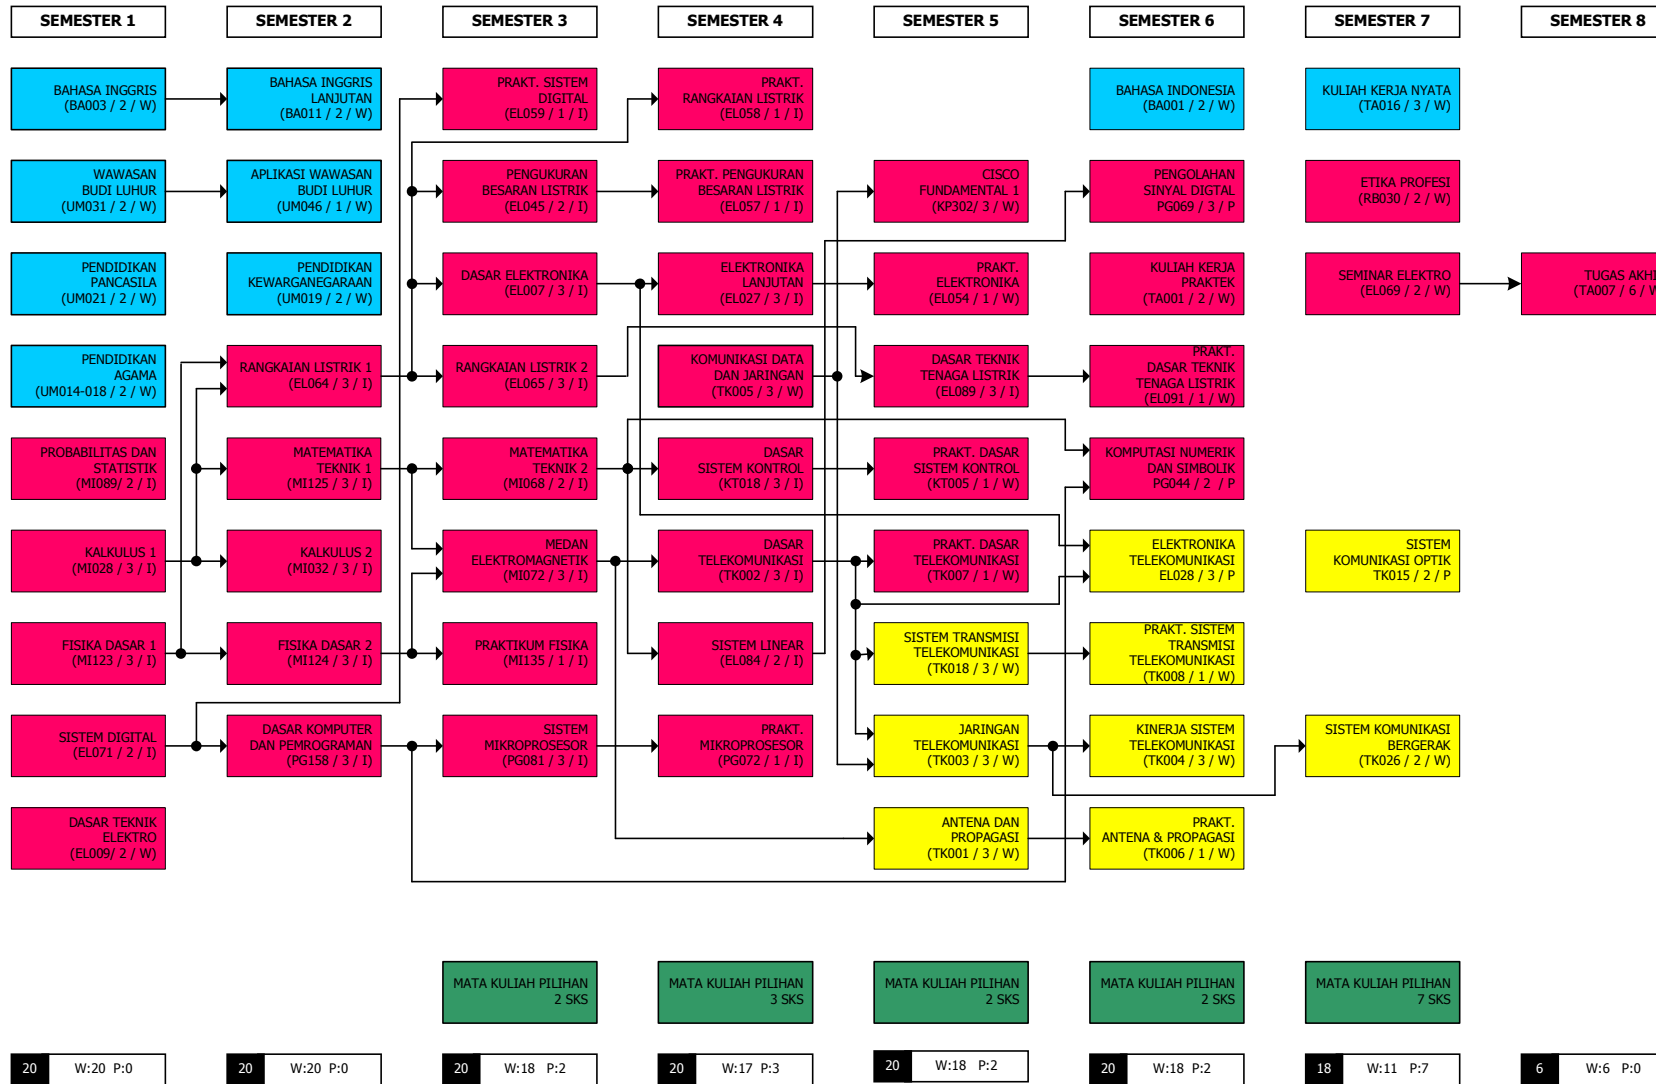 SEMESTER 1
SEMESTER 2
SEMESTER 3
SEMESTER 4
SEMESTER 5
SEMESTER 6
SEMESTER 7
SEMESTER 8
BAHASA INGGRIS
(BA003 / 2 / W)
BAHASA INGGRIS
LANJUTAN
(BA011 / 2 / W)
PRAKT. SISTEM
DIGITAL
(EL059 / 1 / I)
PRAKT.
RANGKAIAN LISTRIK
(EL058 / 1 / I)
BAHASA INDONESIA
(BA001 / 2 / W)
KULIAH KERJA NYATA
(TA016 / 3 / W)
WAWASAN
BUDI LUHUR
(UM031 / 2 / W)
APLIKASI WAWASAN
BUDI LUHUR
(UM046 / 1 / W)
PENGUKURAN
BESARAN LISTRIK
(EL045 / 2 / I)
PRAKT. PENGUKURAN
BESARAN LISTRIK
(EL057 / 1 / I)
CISCO
FUNDAMENTAL 1
(KP302/ 3 / W)
PENGOLAHAN
SINYAL DIGTAL
PG069 / 3 / P
ETIKA PROFESI
(RB030 / 2 / W)
PENDIDIKAN
PANCASILA
(UM021 / 2 / W)
PENDIDIKAN
KEWARGANEGARAAN
(UM019 / 2 / W)
DASAR ELEKTRONIKA
(EL007 / 3 / I)
ELEKTRONIKA
LANJUTAN
(EL027 / 3 / I)
PRAKT.
ELEKTRONIKA
(EL054 / 1 / W)
KULIAH KERJA
PRAKTEK
(TA001 / 2 / W)
SEMINAR ELEKTRO
(EL069 / 2 / W)
TUGAS AKHI
(TA007 / 6 / W
PENDIDIKAN
AGAMA
(UM014-018 / 2 / W)
RANGKAIAN LISTRIK 1
(EL064 / 3 / I)
RANGKAIAN LISTRIK 2
(EL065 / 3 / I)
KOMUNIKASI DATA
DAN JARINGAN
(TK005 / 3 / W)
DASAR TEKNIK
TENAGA LISTRIK
(EL089 / 3 / I)
PRAKT.
DASAR TEKNIK
TENAGA LISTRIK
(EL091 / 1 / W)
PROBABILITAS DAN
STATISTIK
(MI089/ 2 / I)
MATEMATIKA
TEKNIK 1
(MI125 / 3 / I)
MATEMATIKA
TEKNIK 2
(MI068 / 2 / I)
DASAR
SISTEM KONTROL
(KT018 / 3 / I)
PRAKT. DASAR
SISTEM KONTROL
(KT005 / 1 / W)
KOMPUTASI NUMERIK
DAN SIMBOLIK
PG044 / 2 / P
KALKULUS 1
(MI028 / 3 / I)
KALKULUS 2
(MI032 / 3 / I)
MEDAN
ELEKTROMAGNETIK
(MI072 / 3 / I)
DASAR
TELEKOMUNIKASI
(TK002 / 3 / I)
PRAKT. DASAR
TELEKOMUNIKASI
(TK007 / 1 / W)
ELEKTRONIKA
TELEKOMUNIKASI
EL028 / 3 / P
SISTEM
KOMUNIKASI OPTIK
TK015 / 2 / P
FISIKA DASAR 1
(MI123 / 3 / I)
FISIKA DASAR 2
(MI124 / 3 / I)
PRAKTIKUM FISIKA
(MI135 / 1 / I)
SISTEM LINEAR
(EL084 / 2 / I)
SISTEM TRANSMISI
TELEKOMUNIKASI
(TK018 / 3 / W)
PRAKT. SISTEM
TRANSMISI
TELEKOMUNIKASI
(TK008 / 1 / W)
SISTEM DIGITAL
(EL071 / 2 / I)
DASAR KOMPUTER
DAN PEMROGRAMAN
(PG158 / 3 / I)
SISTEM
MIKROPROSESOR
(PG081 / 3 / I)
PRAKT.
MIKROPROSESOR
(PG072 / 1 / I)
JARINGAN
TELEKOMUNIKASI
(TK003 / 3 / W)
KINERJA SISTEM
TELEKOMUNIKASI
(TK004 / 3 / W)
SISTEM KOMUNIKASI
BERGERAK
(TK026 / 2 / W)
DASAR TEKNIK
ELEKTRO
(EL009/ 2 / W)
ANTENA DAN
PROPAGASI
(TK001 / 3 / W)
PRAKT.
ANTENA & PROPAGASI
(TK006 / 1 / W)
MATA KULIAH PILIHAN
2 SKS
MATA KULIAH PILIHAN
3 SKS
MATA KULIAH PILIHAN
2 SKS
MATA KULIAH PILIHAN
2 SKS
MATA KULIAH PILIHAN
7 SKS
20 W:20 P:0
20 W:20 P:0
20 W:18 P:2
20 W:17 P:3
20 W:18 P:2
20 W:18 P:2
18 W:11 P:7
6 W:6 P:0